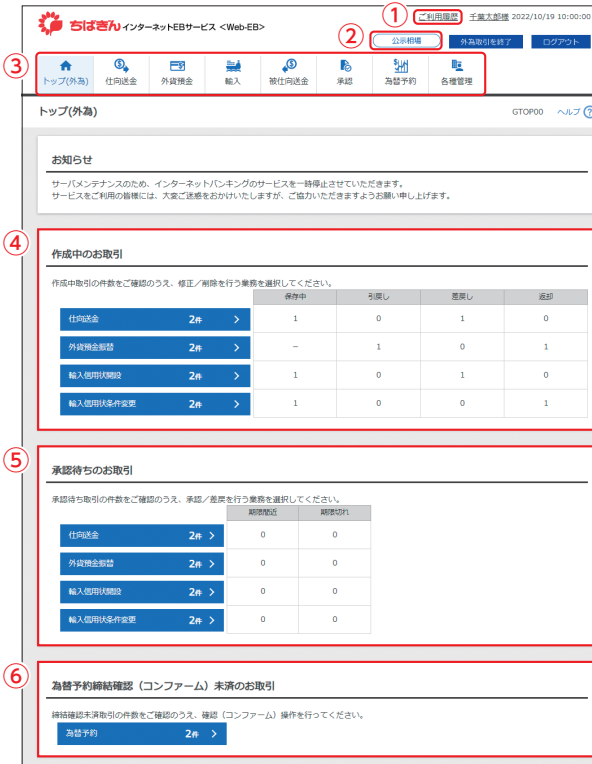 ① ご利用履歴 千葉太郎様 2022/10/19 10:00:00
ちばぎん インターネットEBサービス <Web-EB>
② 公示相場 外為取引を終了 ログアウト
③
トップ(外為) 仕向送金 外貨預金 輸入 被仕向送金 承認 為替予約 各種管理
トップ(外為) GTOP00 ヘルプ ?
お知らせ
サーバメンテナンスのため、インターネットバンキングのサービスを一時停止させていただきます。
サービスをご利用の皆様には、大変ご迷惑をおかけいたしますが、ご協力いただきますようお願い申し上げます。
④
作成中のお取引
作成中取引の件数をご確認のうえ、修正／削除を行う業務を選択してください。
保存中 引戻し 差戻し 返却
仕向送金 2件 1 0 1 0
外貨預金振替 2件 − 1 0 1
輸入信用状開設 2件 1 0 1 0
輸入信用状条件変更 2件 1 0 0 1
⑤
承認待ちのお取引
承認待ち取引の件数をご確認のうえ、承認／差戻を行う業務を選択してください。
期限間近 期限切れ
仕向送金 2件 0 0
外貨預金振替 2件 0 0
輸入信用状開設 2件 0 0
輸入信用状条件変更 2件 0 0
⑥
為替予約締結確認（コンファーム）未済のお取引
締結確認未済取引の件数をご確認のうえ、確認（コンファーム）操作を行ってください。
為替予約 2件